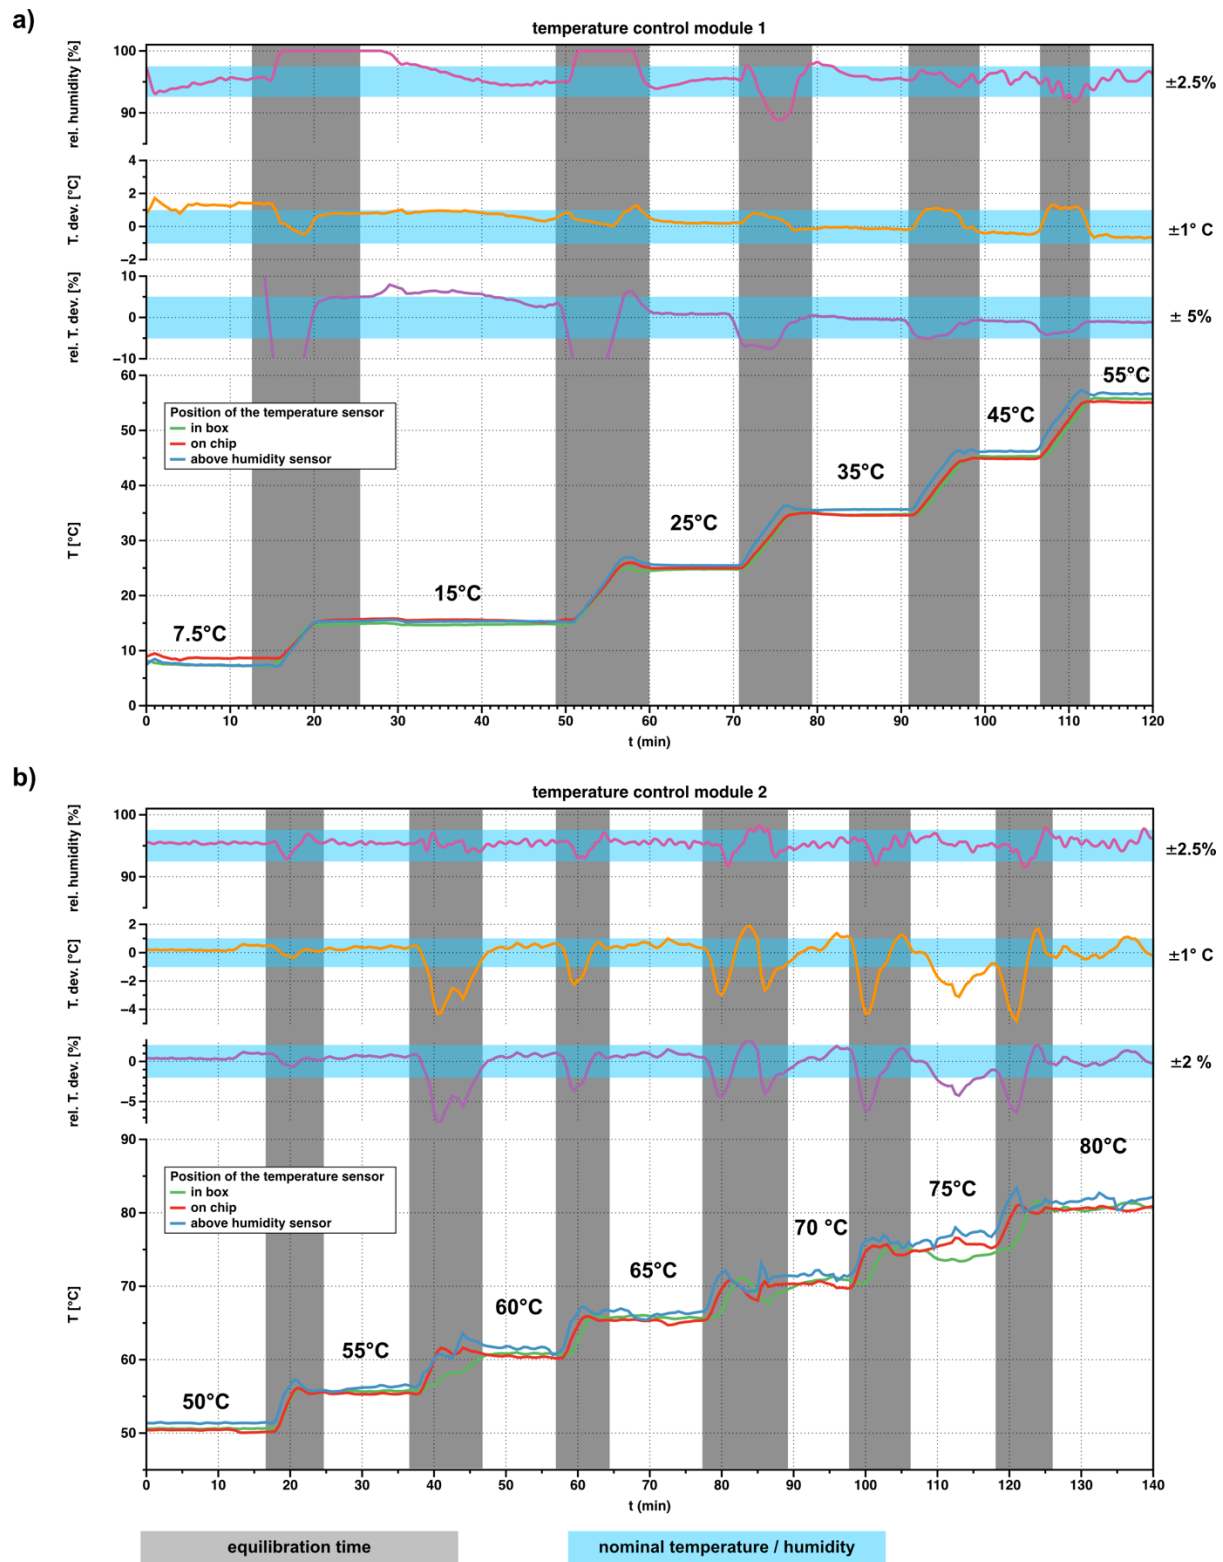 a)
temperature control module 1
rel. humidity [%]
100
90
±2.5%
T. dev. [°C]
4
2
0
−2
±1° C
rel. T. dev. [%]
10
0
−10
± 5%
T [°C]
60
50
40
30
20
10
0
Position of the temperature sensor
in box
on chip
above humidity sensor
7.5°C
15°C
25°C
35°C
45°C
55°C
0 10 20 30 40 50 60 70 80 90 100 110 120
t (min)
b)
temperature control module 2
rel. humidity [%]
100
90
±2.5%
T. dev. [°C]
2
0
−2
−4
±1° C
rel. T. dev. [%]
0
−5
±2 %
T [°C]
90
80
70
60
50
Position of the temperature sensor
in box
on chip
above humidity sensor
50°C
55°C
60°C
65°C
70 °C
75°C
80°C
0 10 20 30 40 50 60 70 80 90 100 110 120 130 140
t (min)
equilibration time
nominal temperature / humidity